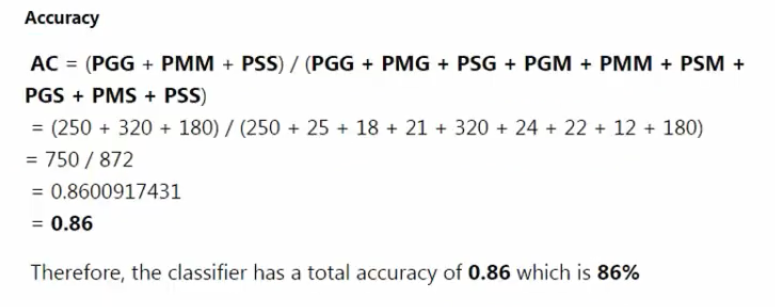 Accuracy
AC = (PGG + PMM + PSS) / (PGG + PMG + PSG + PGM + PMM + PSM +
PGS + PMS + PSS)
= (250 + 320 + 180) / (250 + 25 + 18 + 21 + 320 + 24 + 22 + 12 + 180)
= 750 / 872
= 0.8600917431
= 0.86
Therefore, the classifier has a total accuracy of 0.86 which is 86%